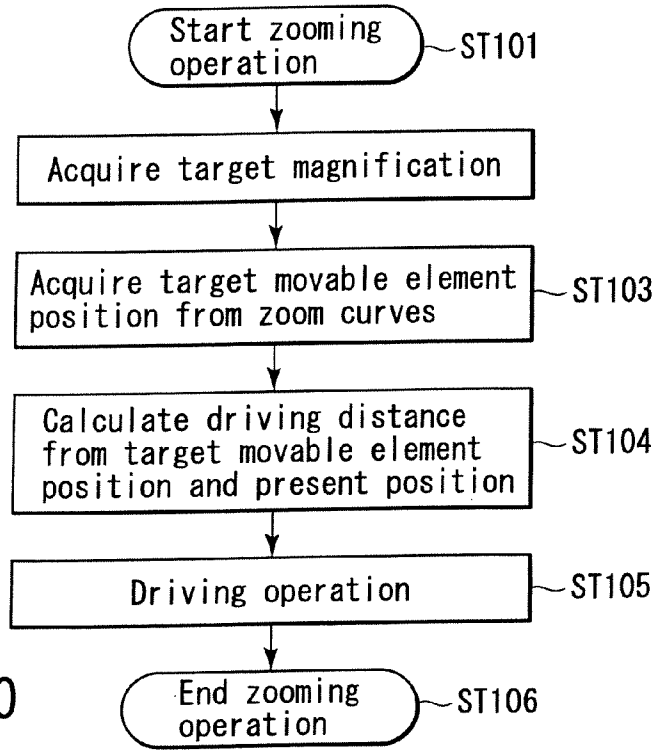 Start zooming
operation
ST101
Acquire target magnification
Acquire target movable element
position from zoom curves
ST103
Calculate driving distance
from target movable element
position and present position
ST104
Driving operation
ST105
0
End zooming
operation
ST106